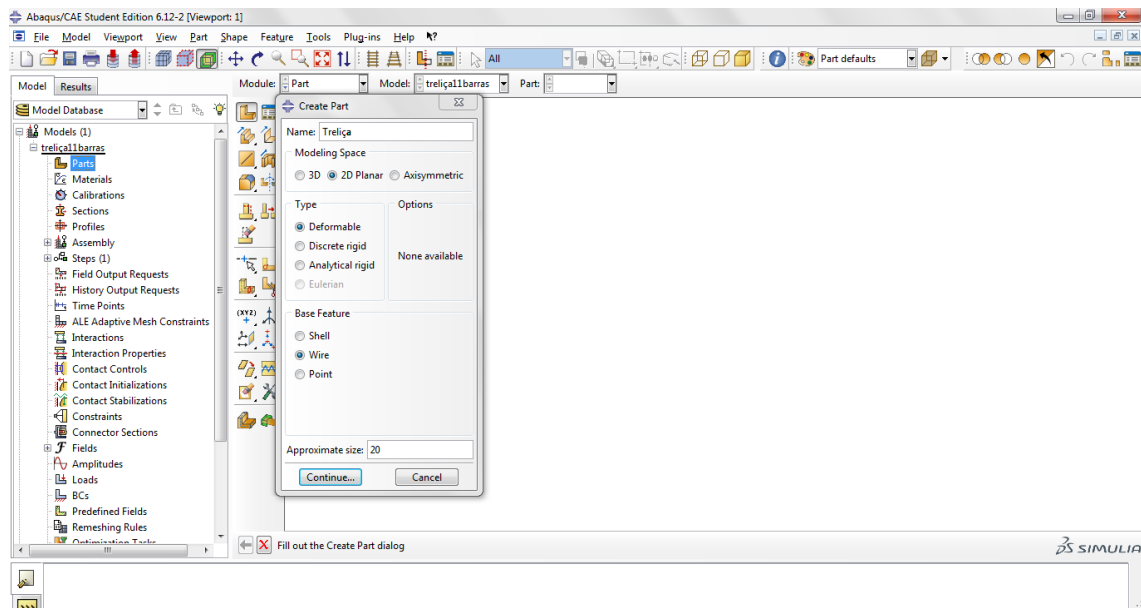 Abaqus/CAE Student Edition 6.12-2 [Viewport: 1]
File Model Viewport View Part Shape Feature Tools Plug-ins Help
All Part defaults
Model Results Module: Part Model: treliça11barras Part:
Model Database
Models (1)
treliça11barras
Parts
Materials
Calibrations
Sections
Profiles
Assembly
Steps (1)
Field Output Requests
History Output Requests
Time Points
ALE Adaptive Mesh Constraints
Interactions
Interaction Properties
Contact Controls
Contact Initializations
Contact Stabilizations
Constraints
Connector Sections
Fields
Amplitudes
Loads
BCs
Predefined Fields
Remeshing Rules
Optimization Tasks
(XYZ)
Create Part
Name: Treliça
Modeling Space
3D 2D Planar Axisymmetric
Type Options
Deformable
Discrete rigid
Analytical rigid
Eulerian
None available
Base Feature
Shell
Wire
Point
Approximate size: 20
Continue... Cancel
Fill out the Create Part dialog
SIMULIA
>>>